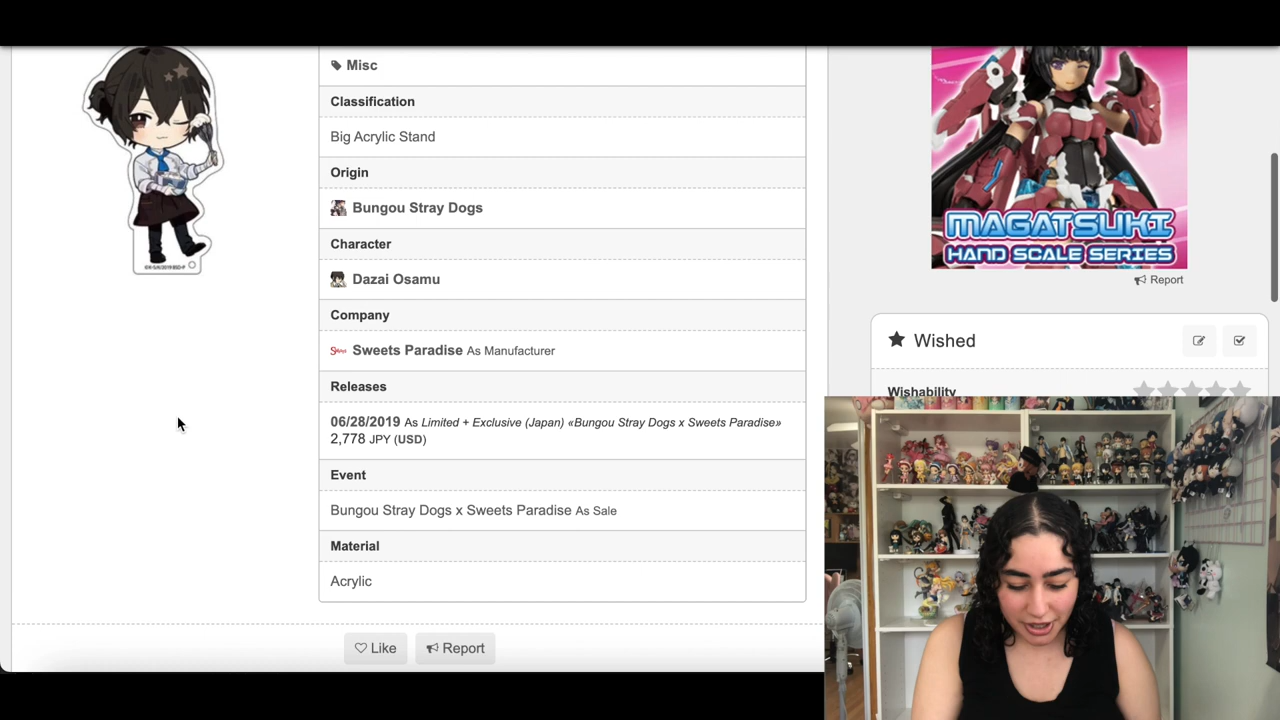 Misc
Classification
Big Acrylic Stand
Origin
Bungou Stray Dogs
Character
Dazai Osamu
Company
Sweets Paradise As Manufacturer
Releases
06/28/2019 As Limited + Exclusive (Japan) «Bungou Stray Dogs x Sweets Paradise»
2,778 JPY (USD)
Event
Bungou Stray Dogs x Sweets Paradise As Sale
Material
Acrylic
Like
Report
MAGATSUKI
HAND SCALE SERIES
Report
Wished
Wishability